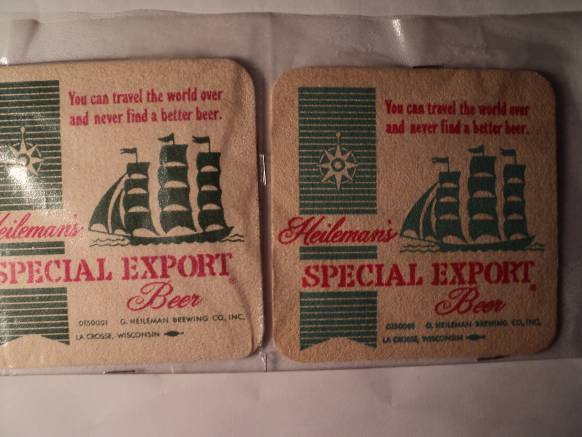 You can travel the world over
and never find a better beer.
Heileman's
SPECIAL EXPORT
Beer
0150001 G. HEILEMAN BREWING CO., INC.
LA CROSSE, WISCONSIN
You can travel the world over
and never find a better beer.
Heileman's
SPECIAL EXPORT
Beer
0150001 G. HEILEMAN BREWING CO., INC.
LA CROSSE, WISCONSIN